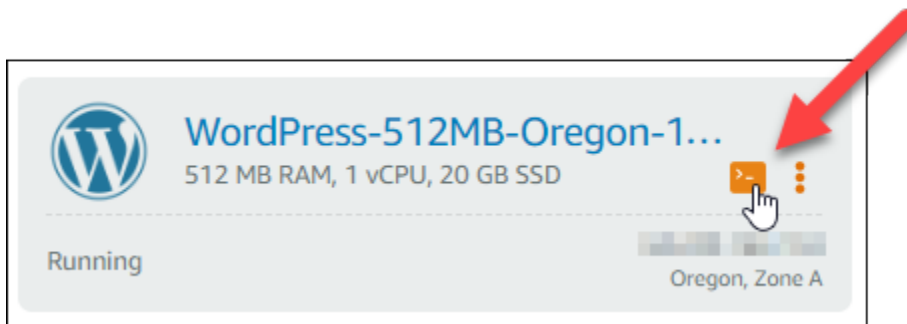 WordPress-512MB-Oregon-1...
512 MB RAM, 1 vCPU, 20 GB SSD
Running
Oregon, Zone A